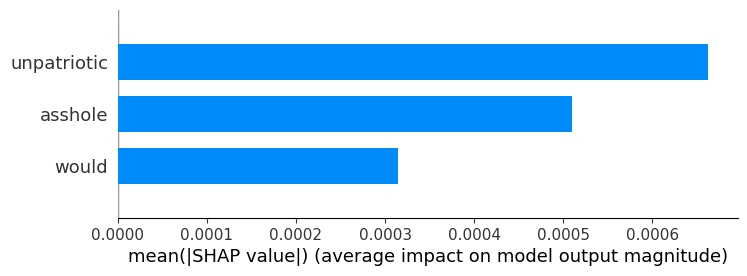 unpatriotic
asshole
would
0.0000 0.0001 0.0002 0.0003 0.0004 0.0005 0.0006
mean(|SHAP value|) (average impact on model output magnitude)